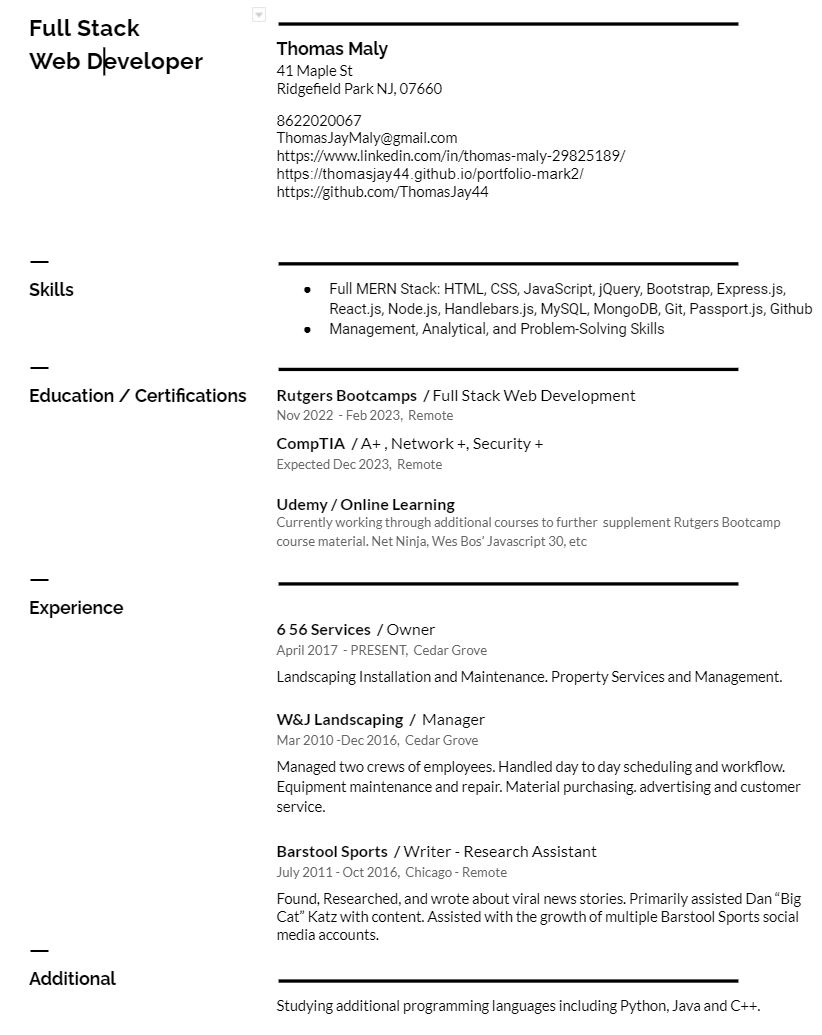 Full Stack
Web Developer
Thomas Maly
41 Maple St
Ridgefield Park NJ, 07660
8622020067
ThomasJayMaly@gmail.com
https://www.linkedin.com/in/thomas-maly-29825189/
https://thomasjay44.github.io/portfolio-mark2/
https://github.com/ThomasJay44
Skills
● Full MERN Stack: HTML, CSS, JavaScript, jQuery, Bootstrap, Express.js,
React.js, Node.js, Handlebars.js, MySQL, MongoDB, Git, Passport.js, Github
● Management, Analytical, and Problem-Solving Skills
Education / Certifications
Rutgers Bootcamps / Full Stack Web Development
Nov 2022 - Feb 2023, Remote
CompTIA / A+ , Network +, Security +
Expected Dec 2023, Remote
Udemy / Online Learning
Currently working through additional courses to further supplement Rutgers Bootcamp
course material. Net Ninja, Wes Bos' Javascript 30, etc
Experience
6 56 Services / Owner
April 2017 - PRESENT, Cedar Grove
Landscaping Installation and Maintenance. Property Services and Management.
W&J Landscaping / Manager
Mar 2010 -Dec 2016, Cedar Grove
Managed two crews of employees. Handled day to day scheduling and workflow.
Equipment maintenance and repair. Material purchasing. advertising and customer
service.
Barstool Sports / Writer - Research Assistant
July 2011 - Oct 2016, Chicago - Remote
Found, Researched, and wrote about viral news stories. Primarily assisted Dan “Big
Cat” Katz with content. Assisted with the growth of multiple Barstool Sports social
media accounts.
Additional
Studying additional programming languages including Python, Java and C++.